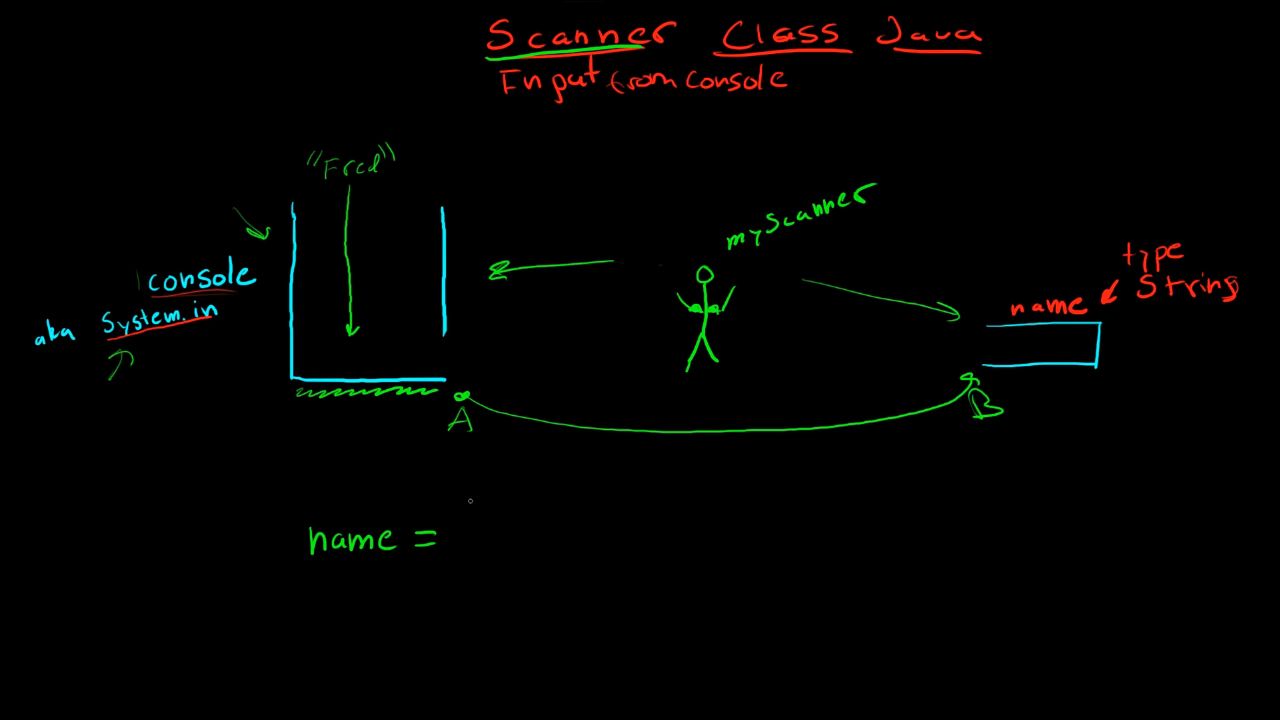 Scanner Class Java
Input from console
"Fred"
myScanner
console
aka System.in
type
name String
A
B
name =